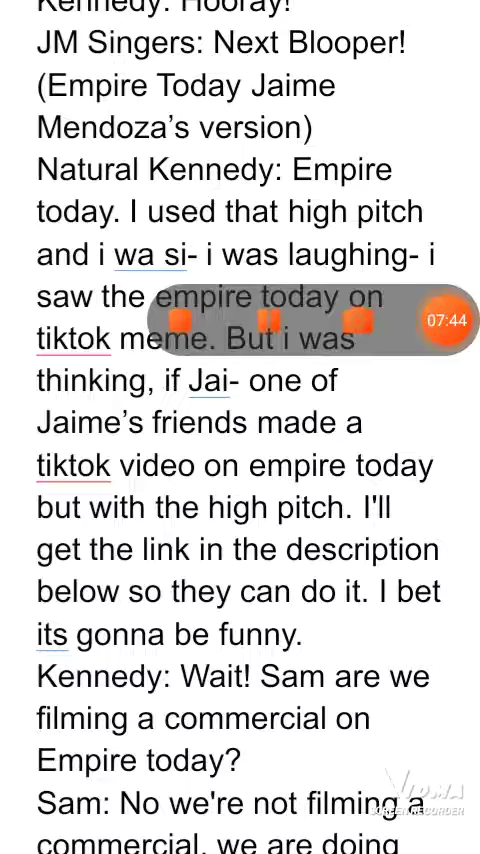 Kennedy: Hooray!
JM Singers: Next Blooper!
(Empire Today Jaime
Mendoza’s version)
Natural Kennedy: Empire
today. I used that high pitch
and i wa si- i was laughing- i
saw the empire today on
07:44
tiktok meme. But i was
thinking, if Jai- one of
Jaime’s friends made a
tiktok video on empire today
but with the high pitch. I'll
get the link in the description
below so they can do it. I bet
its gonna be funny.
Kennedy: Wait! Sam are we
filming a commercial on
Empire today?
Sam: No we're not filming a
VIDMA
SCREEN RECORDER
commercial, we are doing